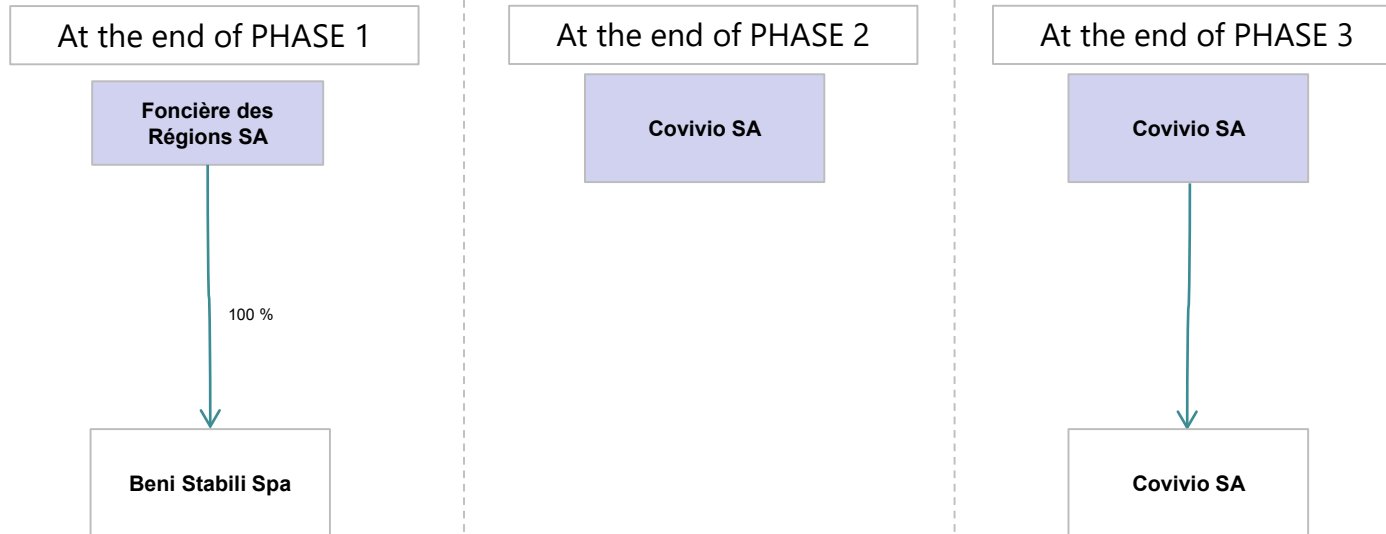 At the end of PHASE 1
Foncière des
Régions SA
100 %
Beni Stabili Spa
At the end of PHASE 2
Covivio SA
At the end of PHASE 3
Covivio SA
Covivio SA